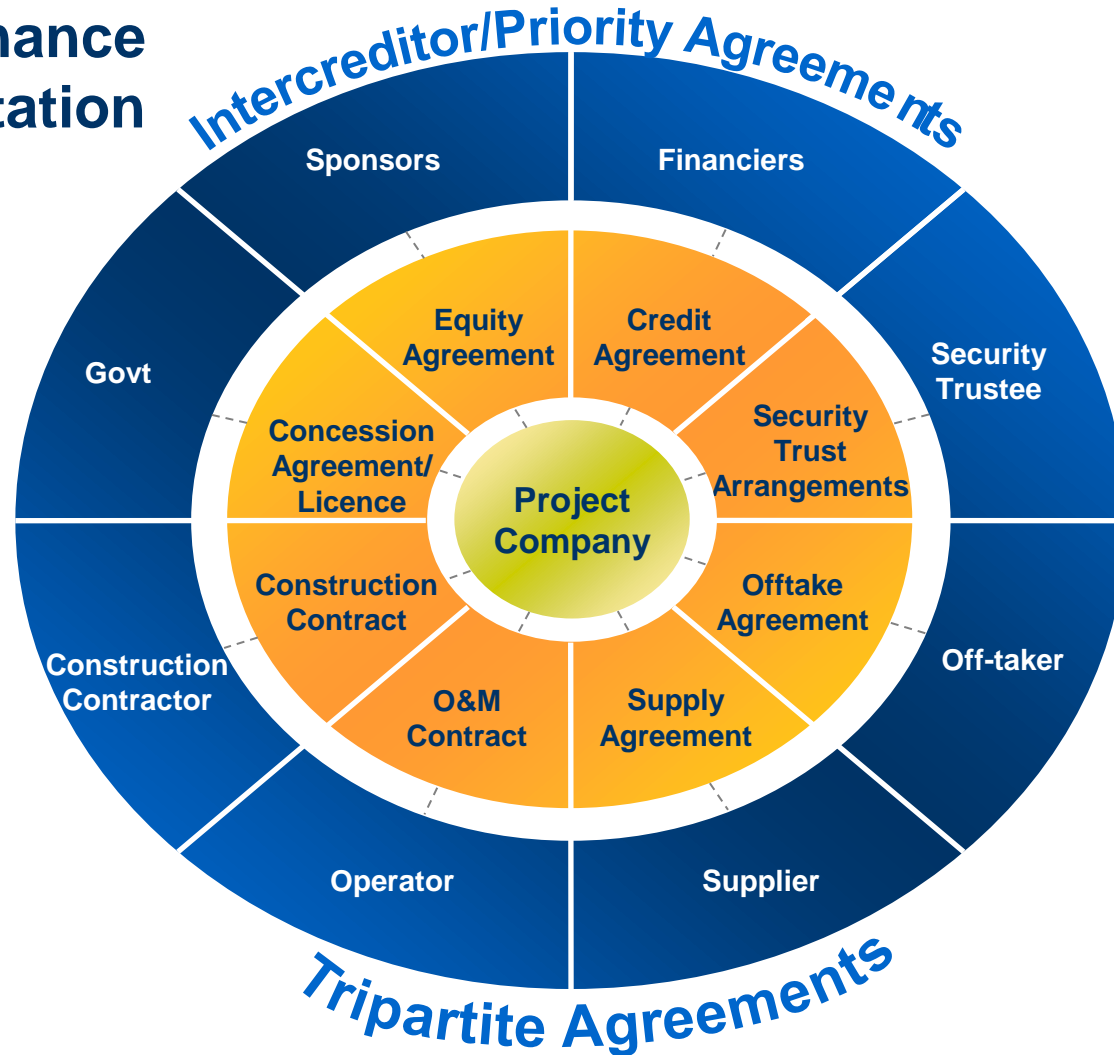 nance
tation
Intercreditor/Priority Agreements
Sponsors
Financiers
Govt
Security
Trustee
Equity
Agreement
Credit
Agreement
Concession
Agreement/
Licence
Security
Trust
Arrangements
Project
Company
Construction
Contract
Offtake
Agreement
Construction
Contractor
Off-taker
O&M
Contract
Supply
Agreement
Operator
Supplier
Tripartite Agreements